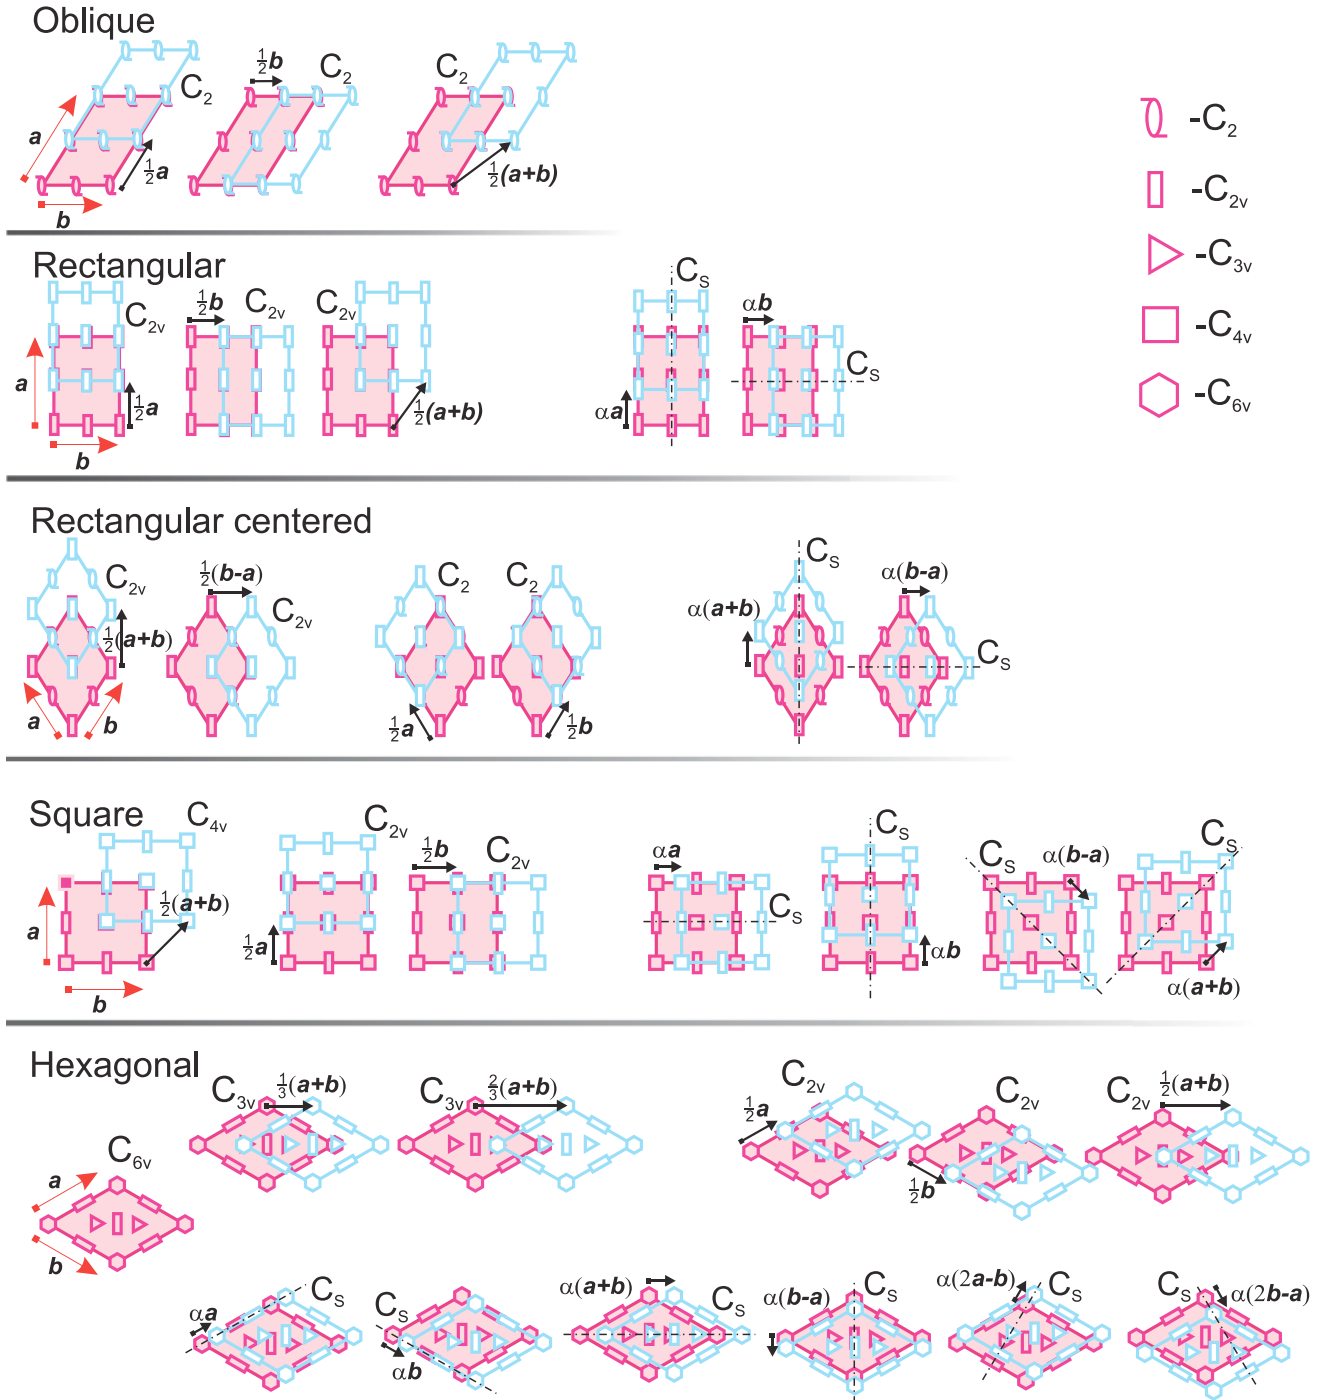 Oblique
C2
½b
C2
C2
a
½a
½(a+b)
b
-C2
-C2v
-C3v
-C4v
-C6v
Rectangular
C2v
½b
C2v
C2v
CS
αb
CS
a
½a
½(a+b)
αa
b
Rectangular centered
C2v
½(b-a)
C2v
C2
C2
CS
α(b-a)
½(a+b)
α(a+b)
CS
a
b
½a
½b
Square
C4v
C2v
½b
C2v
αa
CS
CS
CS
α(b-a)
CS
½(a+b)
a
½a
αb
α(a+b)
b
Hexagonal
C3v
⅓(a+b)
C3v
⅔(a+b)
C2v
½a
C2v
C2v
½(a+b)
½b
C6v
a
b
αa
CS
CS
αb
α(a+b)
CS
α(b-a)
CS
α(2a-b)
CS
CS
α(2b-a)